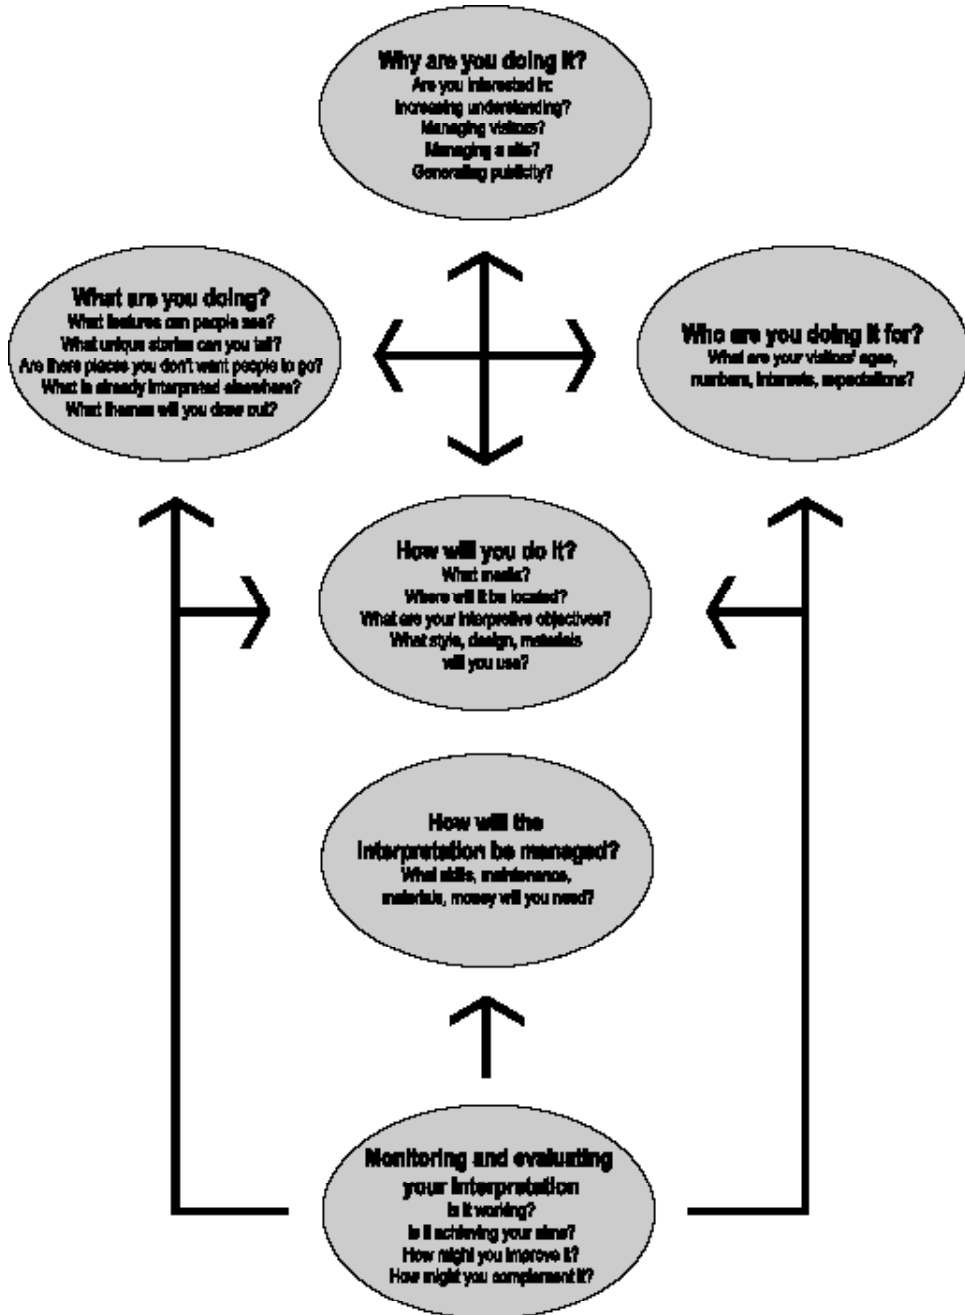 Why are you doing it?
Are you interested in:
Increasing understanding?
Managing visitors?
Managing a site?
Generating publicity?
What are you doing?
What features can people see?
What unique stories can you tell?
Are there places you don't want people to go?
What is already interpreted elsewhere?
What themes will you draw out?
Who are you doing it for?
What are your visitors' ages,
numbers, interests, expectations?
How will you do it?
What media?
Where will it be located?
What are your interpretive objectives?
What style, design, materials
will you use?
How will the
interpretation be managed?
What skills, maintenance,
materials, money will you need?
Monitoring and evaluating
your interpretation
Is it working?
Is it achieving your aims?
How might you improve it?
How might you complement it?